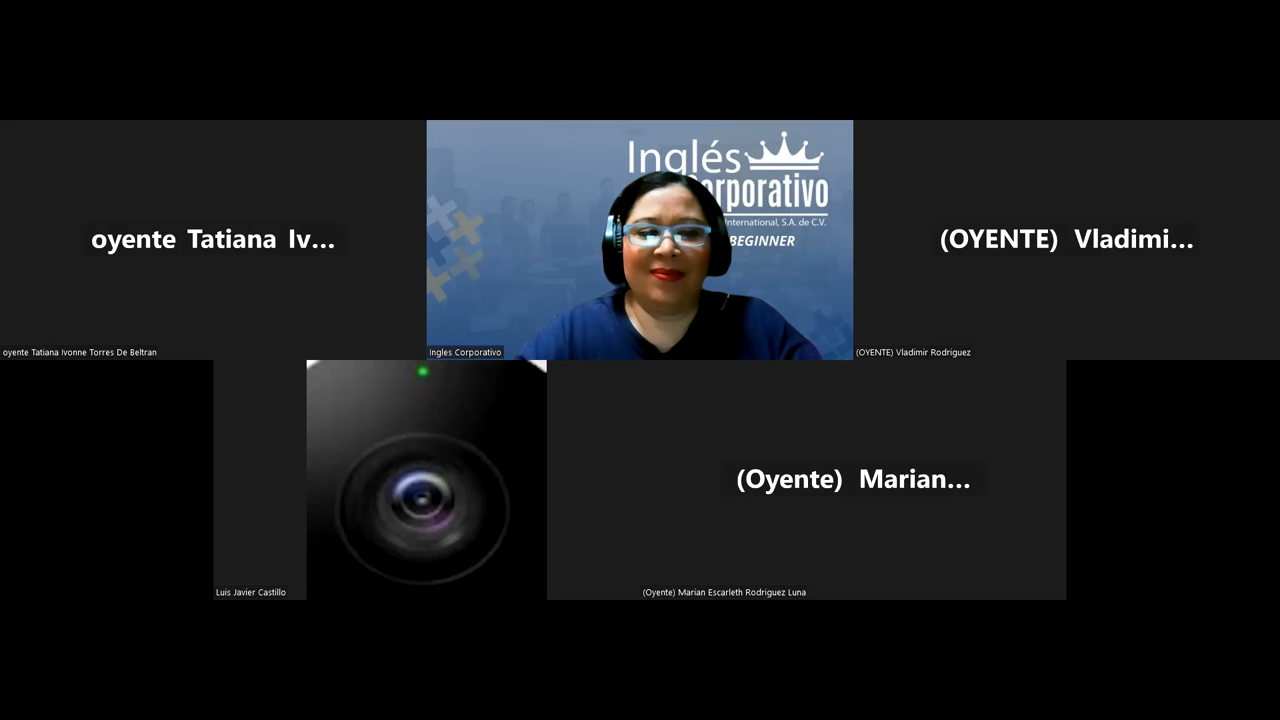 oyente Tatiana Iv...
oyente Tatiana Ivonne Torres De Beltran
Inglés
orporativo
International, S.A. de C.V.
BEGINNER
Ingles Corporativo
(OYENTE) Vladimi...
(OYENTE) Vladimir Rodriguez
Luis Javier Castillo
(Oyente) Marian...
(Oyente) Marian Escarleth Rodriguez Luna